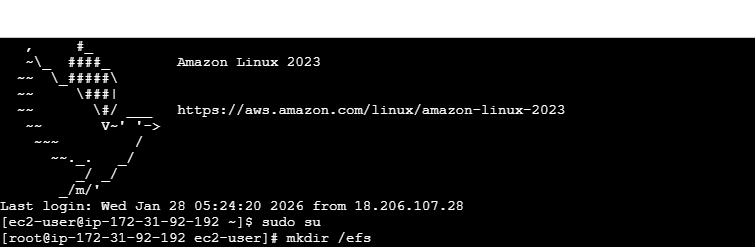 ,     #_
   ~\_  ####_        Amazon Linux 2023
  ~~  \_#####\
  ~~     \###|
  ~~       \#/ ___   https://aws.amazon.com/linux/amazon-linux-2023
   ~~       V~' '->
    ~~~         /
      ~~._.   _/
         _/ _/
       _/m/'
Last login: Wed Jan 28 05:24:20 2026 from 18.206.107.28
[ec2-user@ip-172-31-92-192 ~]$ sudo su
[root@ip-172-31-92-192 ec2-user]# mkdir /efs